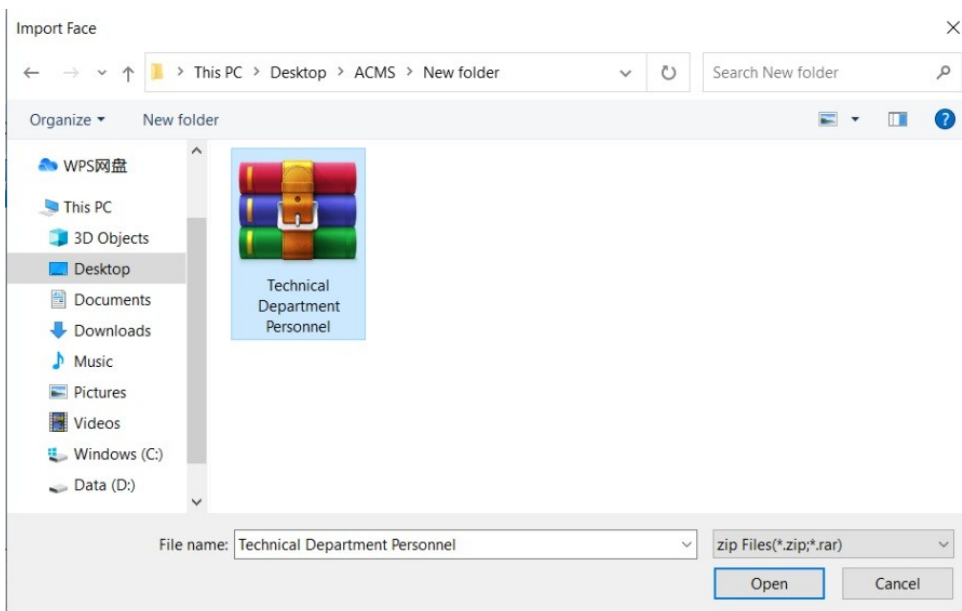 Import Face
This PC > Desktop > ACMS > New folder
Search New folder
Organize
New folder
WPS网盘
This PC
3D Objects
Desktop
Documents
Downloads
Music
Pictures
Videos
Windows (C:)
Data (D:)
Technical
Department
Personnel
File name: Technical Department Personnel
zip Files(*.zip;*.rar)
Open
Cancel